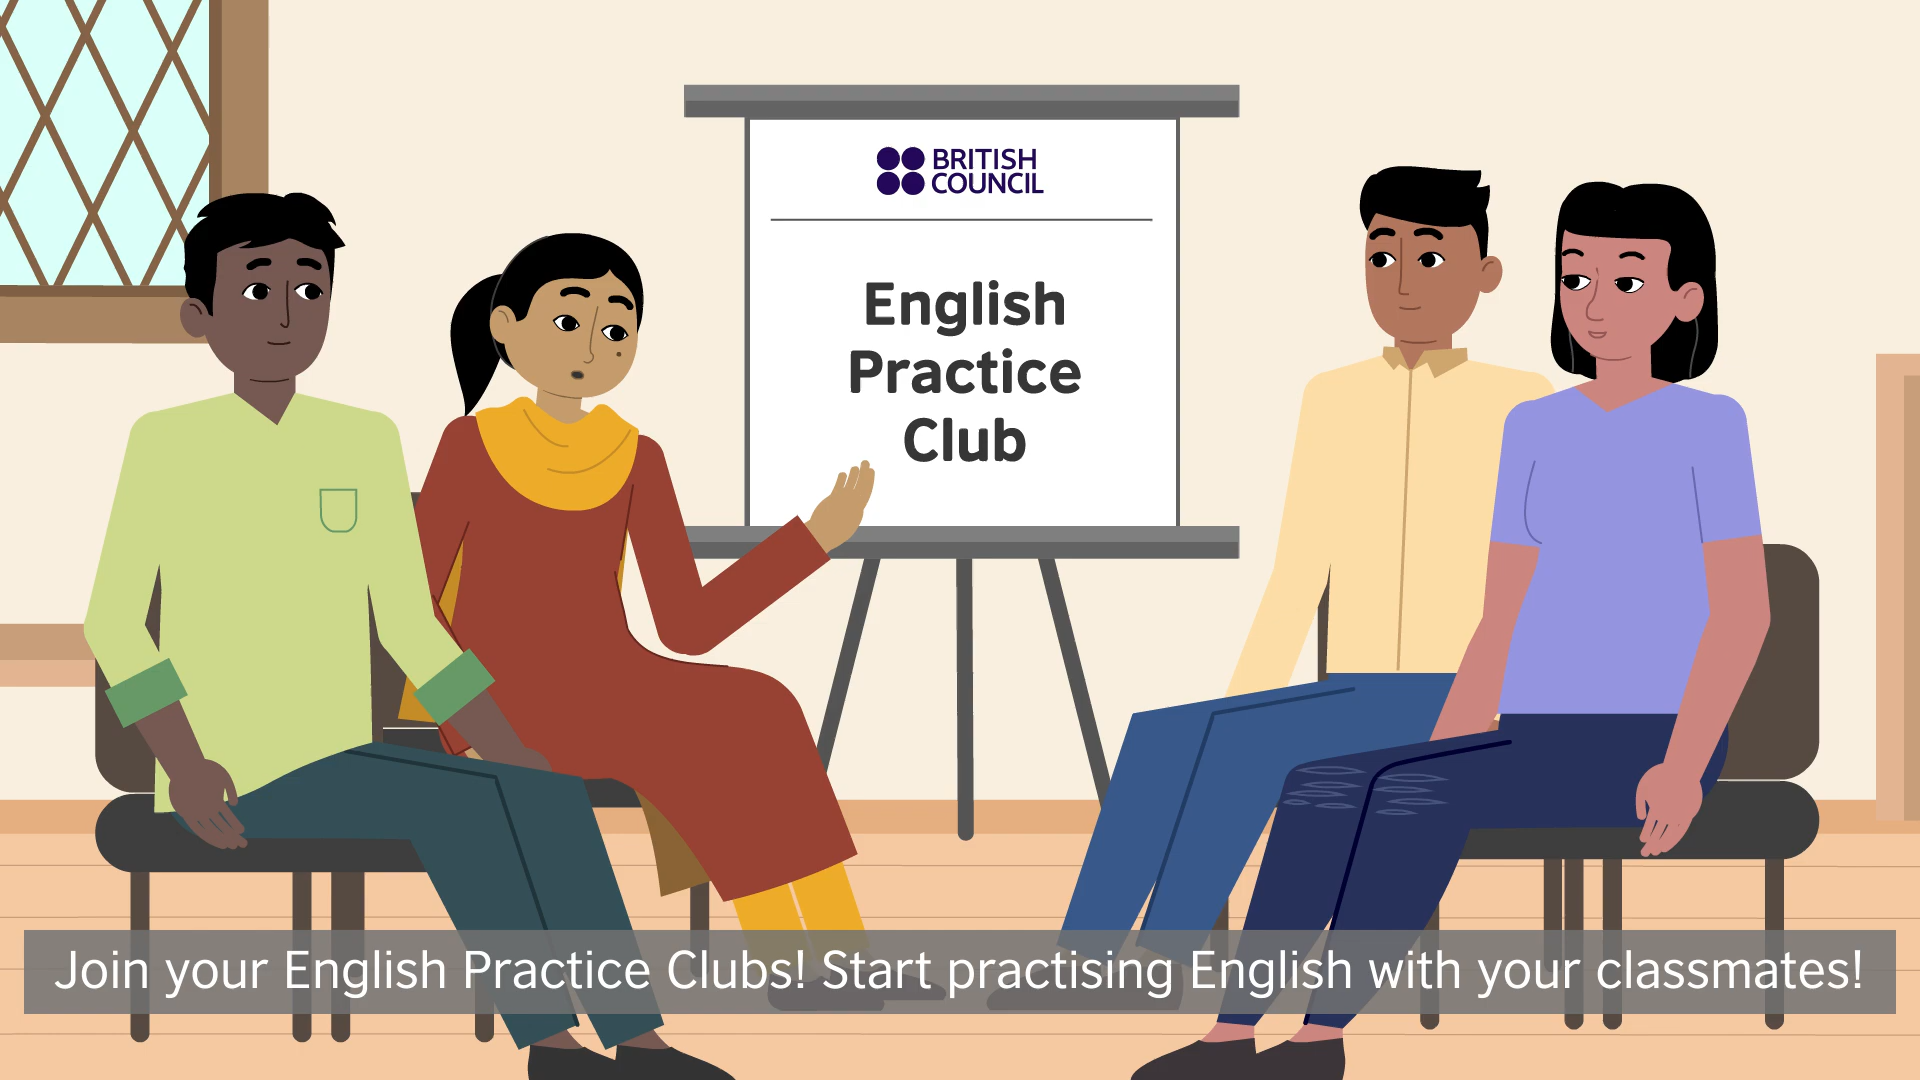 BRITISH
COUNCIL
English
Practice
Club
Join your English Practice Clubs! Start practising English with your classmates!